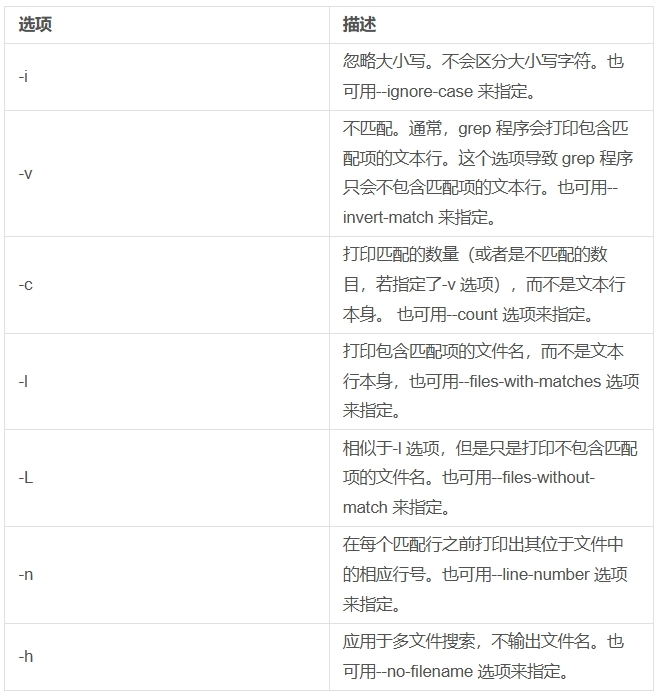 选项 描述
-i
忽略大小写。不会区分大小写字符。也
可用--ignore-case 来指定。
-v
不匹配。通常，grep 程序会打印包含匹
配项的文本行。这个选项导致 grep 程序
只会不包含匹配项的文本行。也可用--
invert-match 来指定。
-c
打印匹配的数量（或者是不匹配的数
目，若指定了-v 选项），而不是文本行
本身。 也可用--count 选项来指定。
-l
打印包含匹配项的文件名，而不是文本
行本身，也可用--files-with-matches 选项
来指定。
-L
相似于-l 选项，但是只是打印不包含匹配
项的文件名。也可用--files-without-
match 来指定。
-n
在每个匹配行之前打印出其位于文件中
的相应行号。也可用--line-number 选项
来指定。
-h
应用于多文件搜索，不输出文件名。也
可用--no-filename 选项来指定。